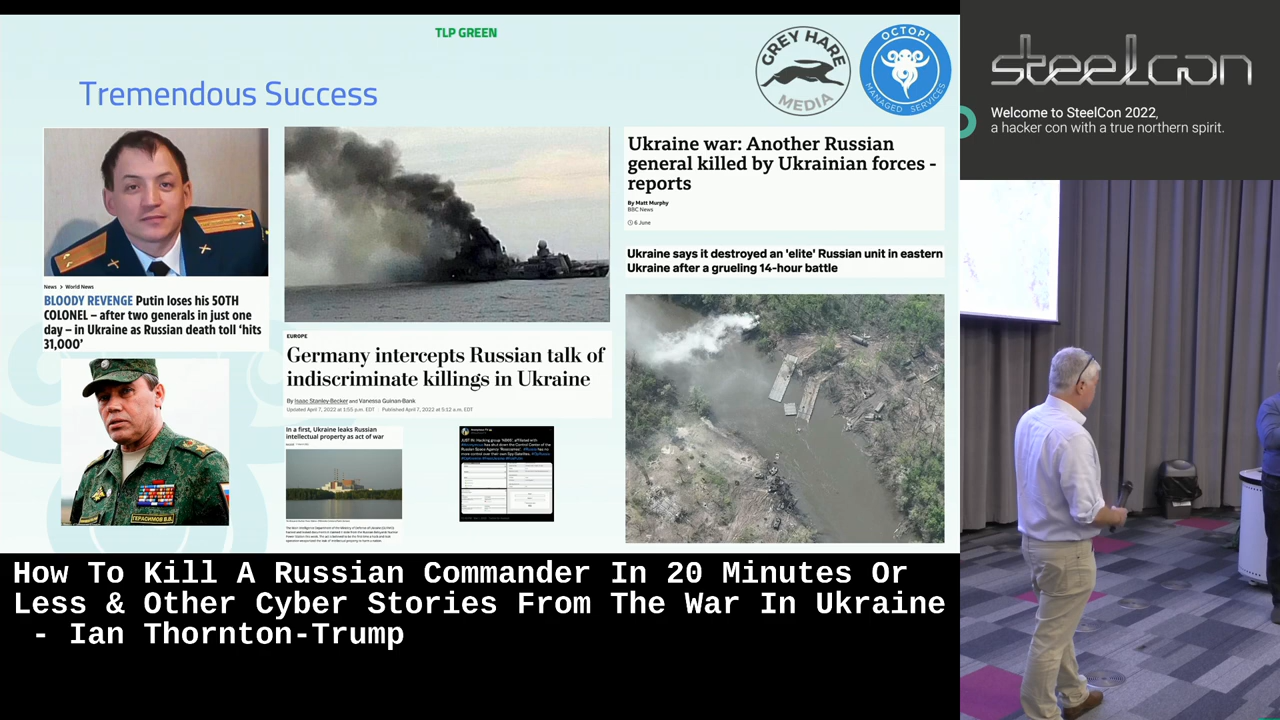 TLP GREEN
GREY HARE
MEDIA
OCTOPI
MANAGED SERVICES
Tremendous Success
News > World News
BLOODY REVENGE Putin loses his 50TH
COLONEL – after two generals in just one
day – in Ukraine as Russian death toll ‘hits
31,000’
ГЕРАСИМОВ В.В.
EUROPE
Germany intercepts Russian talk of
indiscriminate killings in Ukraine
By Isaac Stanley-Becker and Vanessa Guinan-Bank
Updated April 7, 2022 at 1:55 p.m. EDT | Published April 7, 2022 at 5:12 a.m. EDT
In a first, Ukraine leaks Russian
intellectual property as act of war
Ukraine war: Another Russian
general killed by Ukrainian forces -
reports
By Matt Murphy
BBC News
6 June
Ukraine says it destroyed an 'elite' Russian unit in eastern
Ukraine after a grueling 14-hour battle
steelcon
Welcome to SteelCon 2022,
a hacker con with a true northern spirit.
How To Kill A Russian Commander In 20 Minutes Or
Less & Other Cyber Stories From The War In Ukraine
- Ian Thornton-Trump